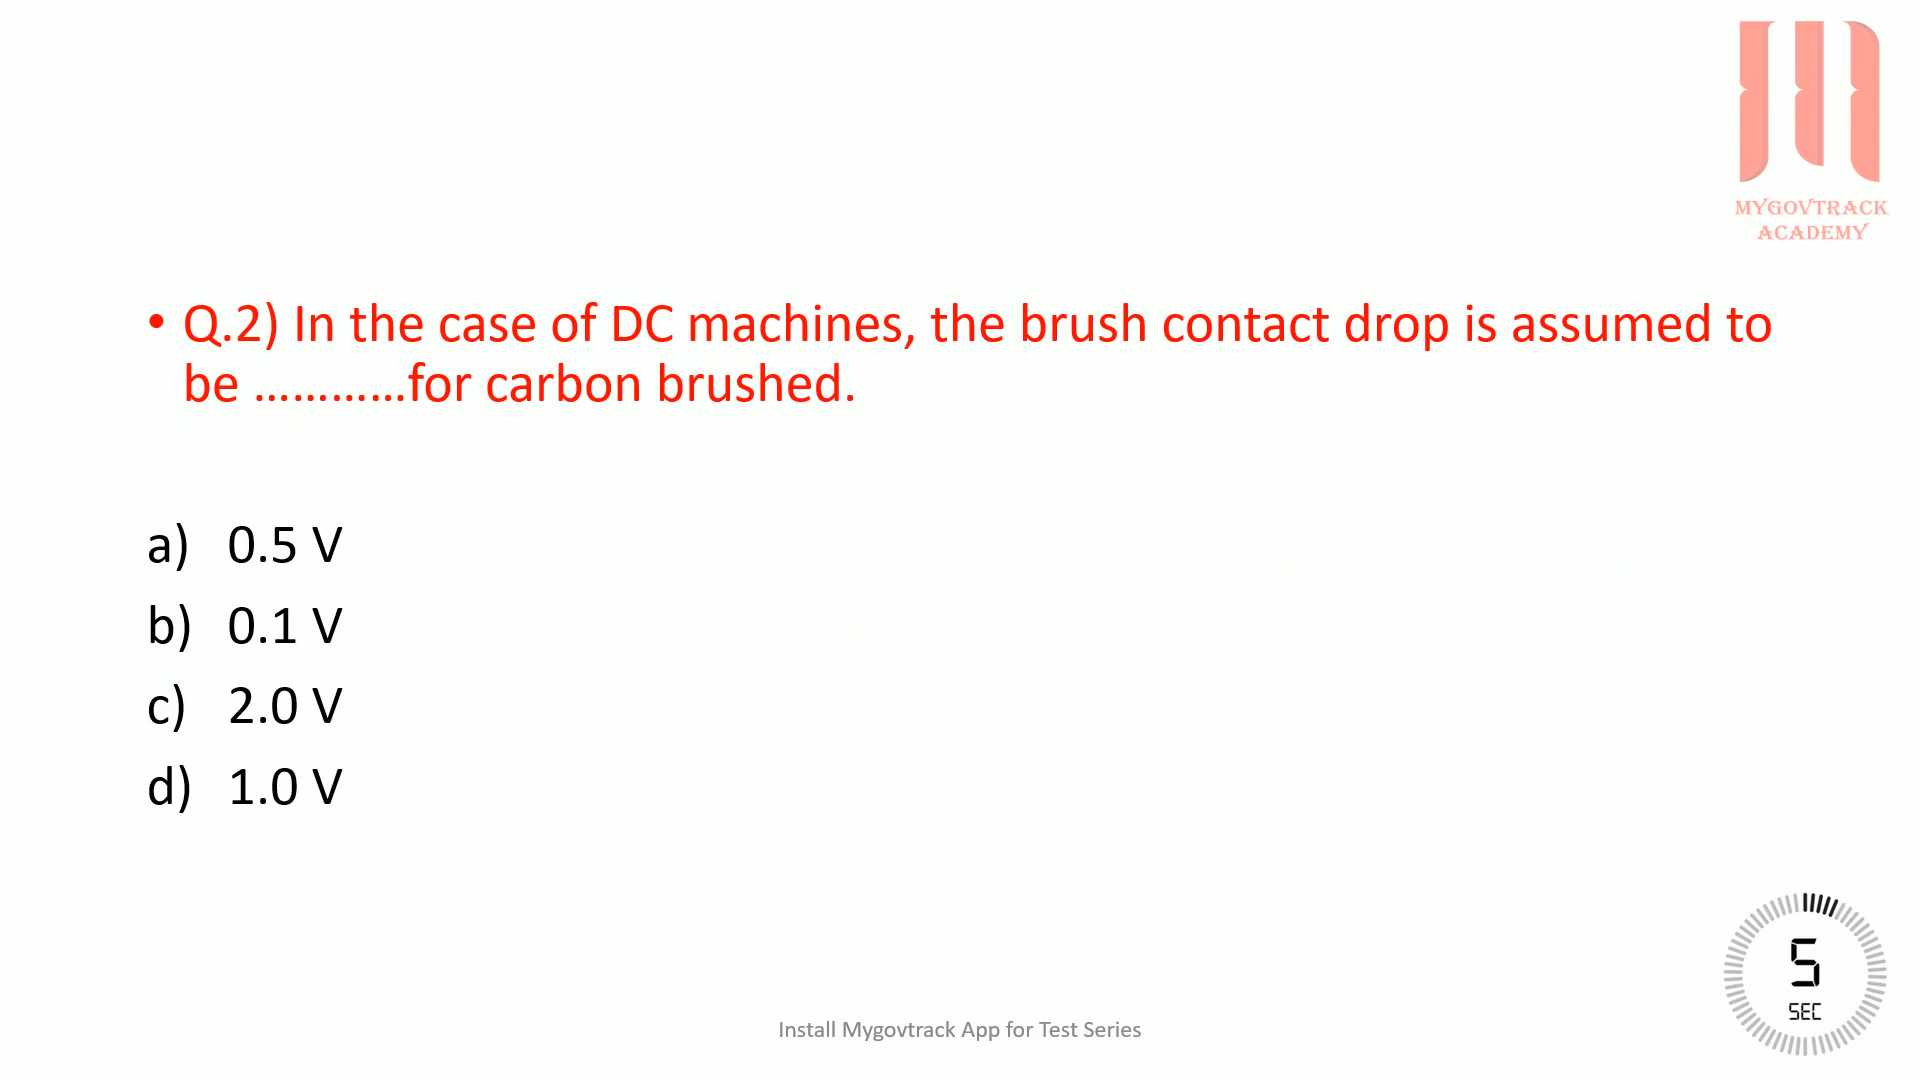 MYGOVTRACK
ACADEMY
• Q.2) In the case of DC machines, the brush contact drop is assumed to
be …………for carbon brushed.
a) 0.5 V
b) 0.1 V
c) 2.0 V
d) 1.0 V
5
SEC
Install Mygovtrack App for Test Series